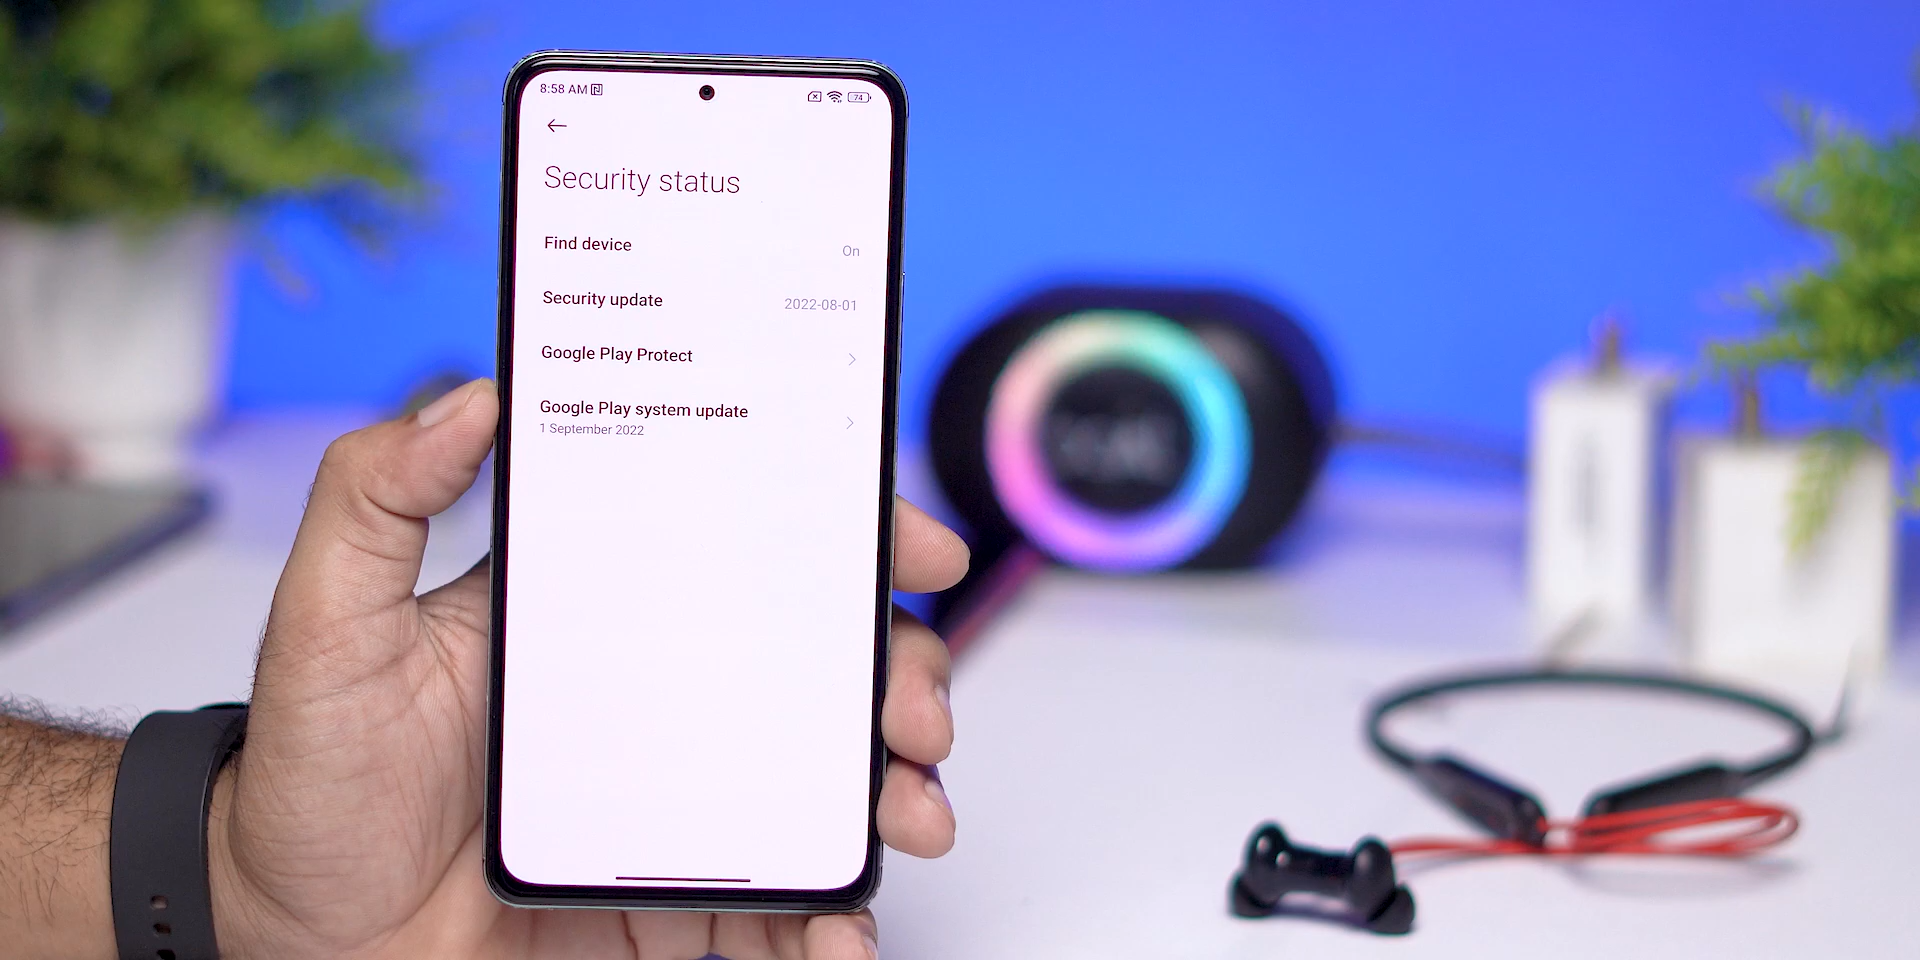 8:58 AM
74
Security status
Find device
On
Security update
2022-08-01
Google Play Protect
Google Play system update
1 September 2022